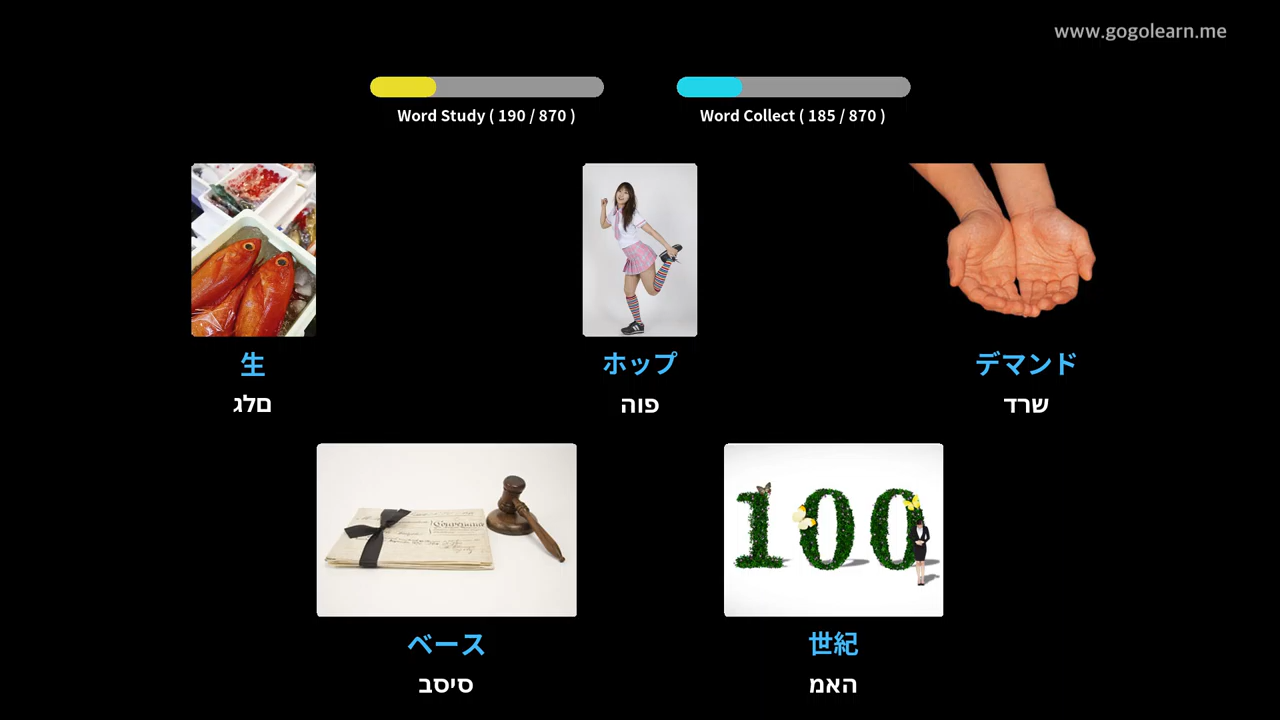 www.gogolearn.me
Word Study ( 190 / 870 )
Word Collect ( 185 / 870 )
生
םלג
ホップ
פוה
デマンド
שרד
ベース
סיסב
世紀
האמ